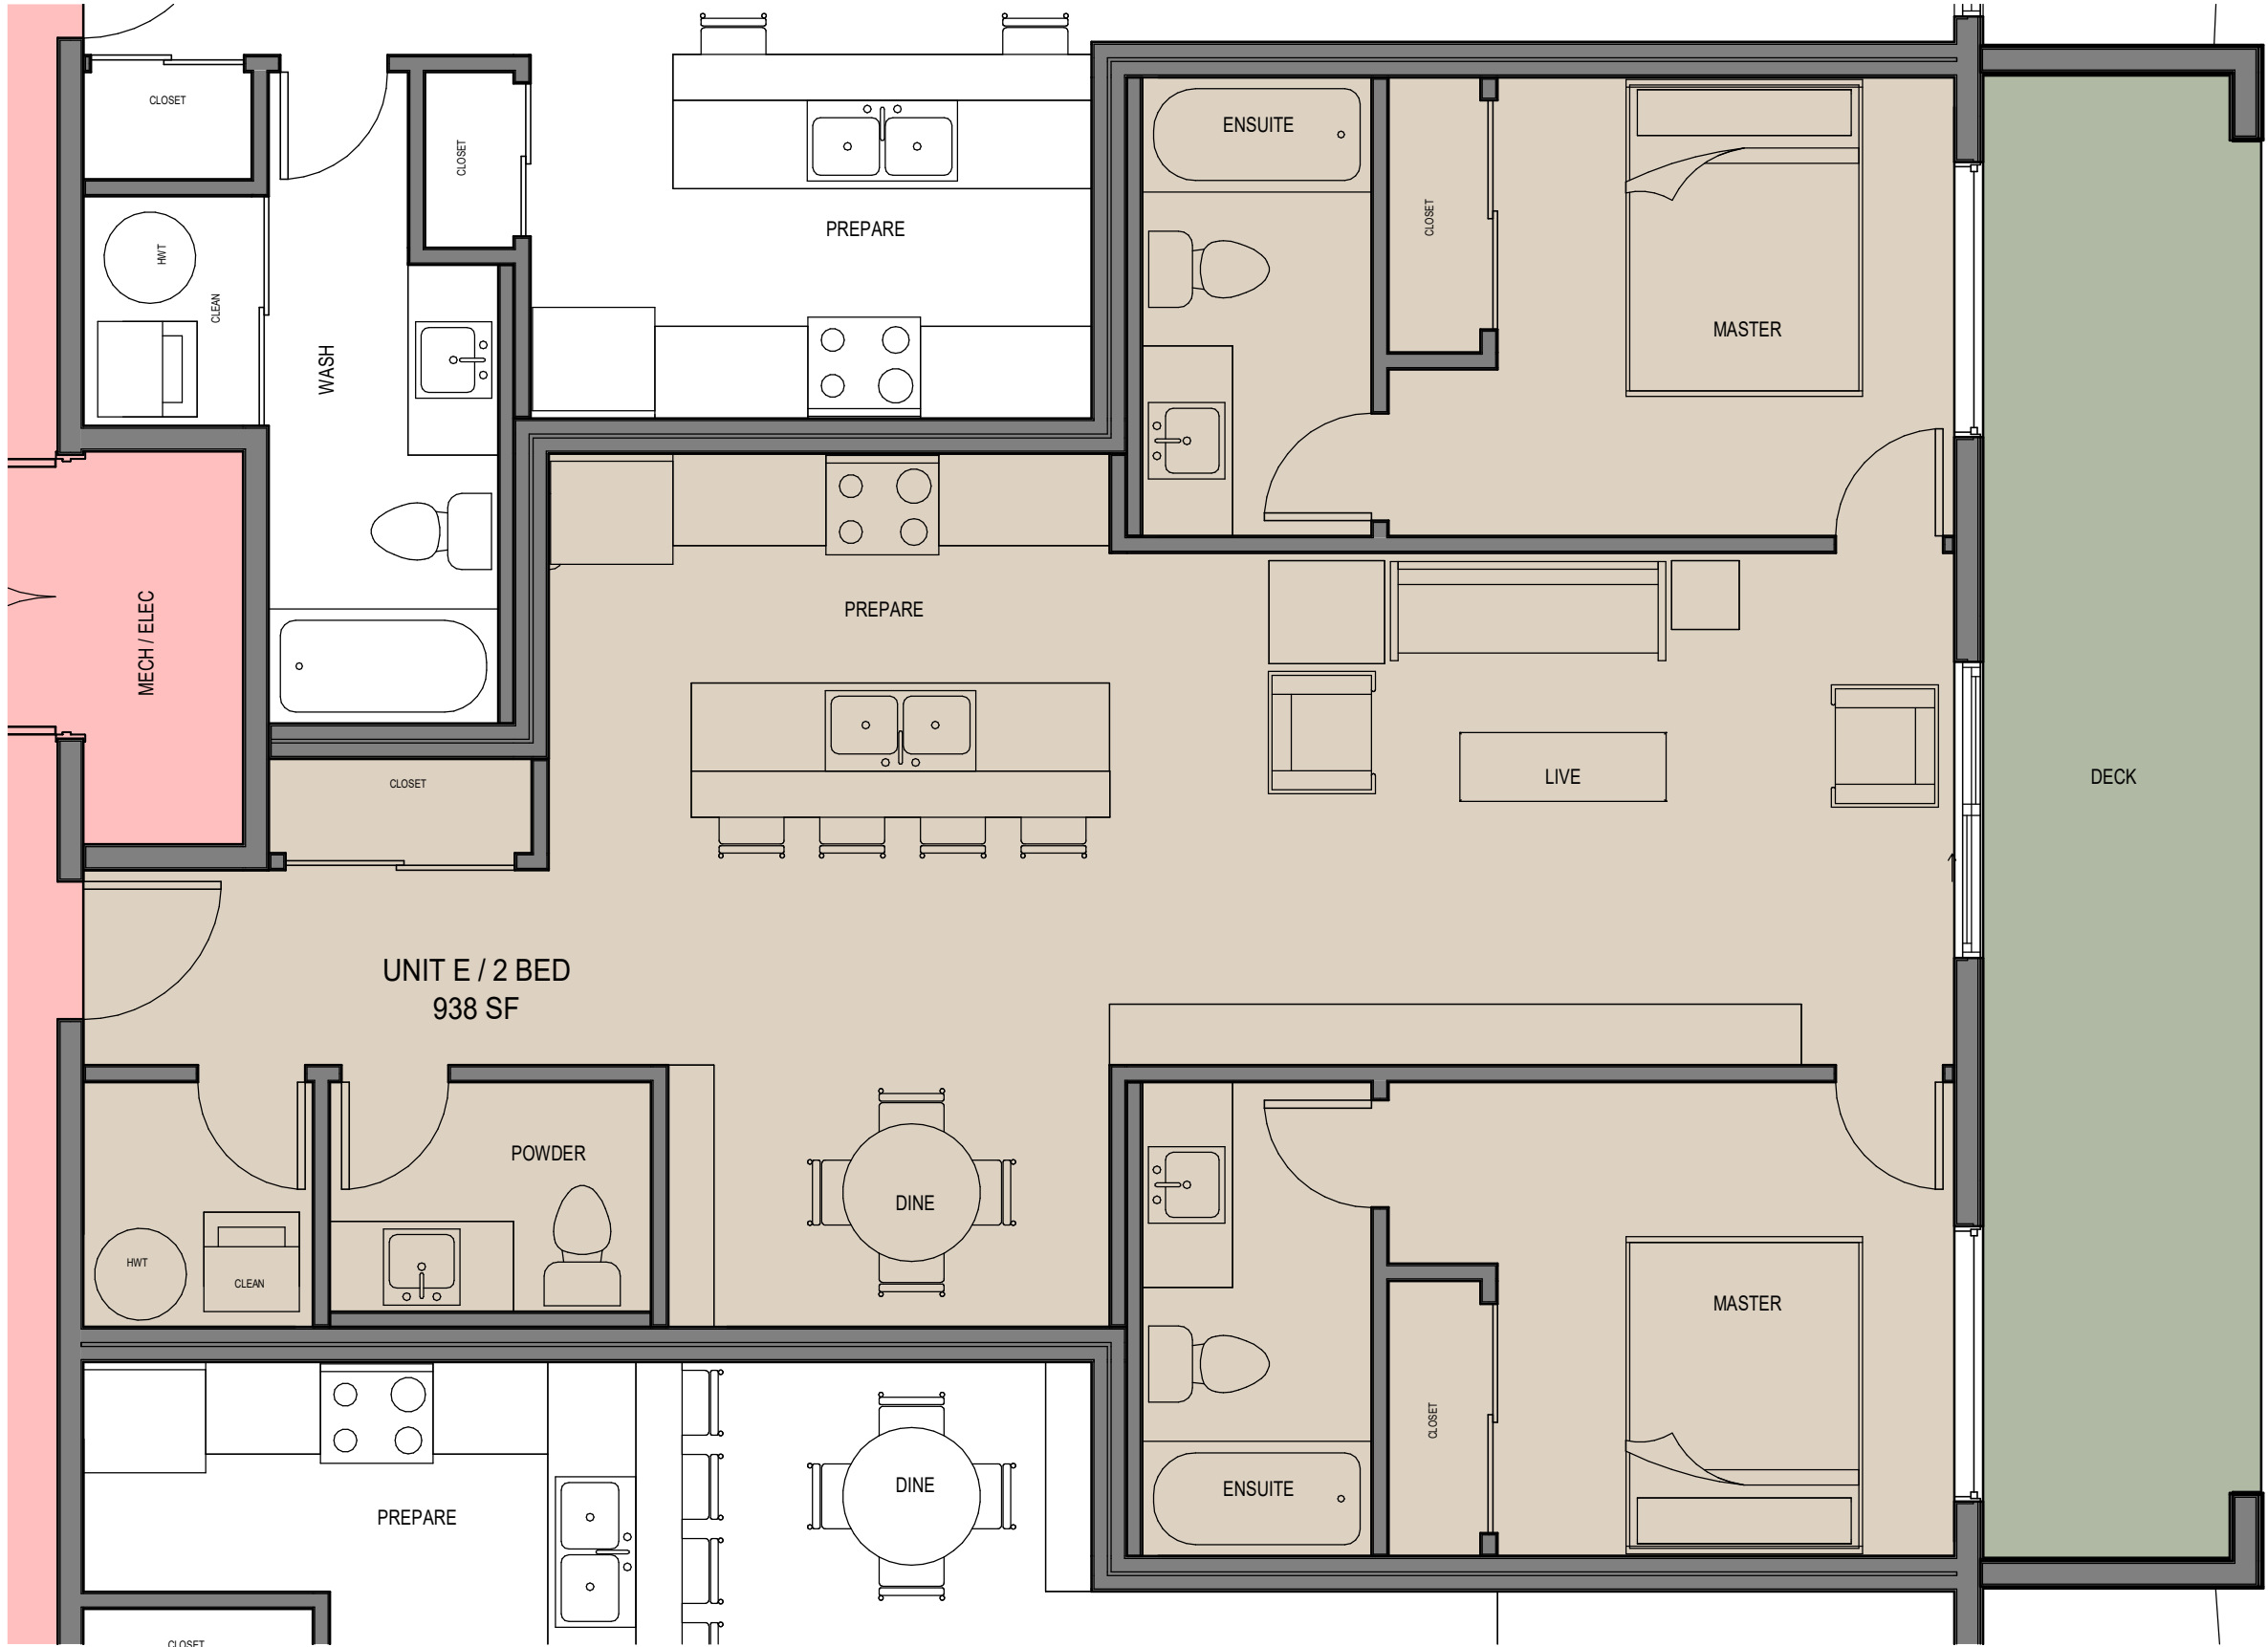 CLOSET
CLOSET
ENSUITE
CLOSET
PREPARE
HWT
CLEAN
WASH
MASTER
MECH / ELEC
PREPARE
CLOSET
LIVE
DECK
UNIT E / 2 BED
938 SF
POWDER
DINE
HWT
CLEAN
MASTER
CLOSET
ENSUITE
DINE
PREPARE
CLOSET